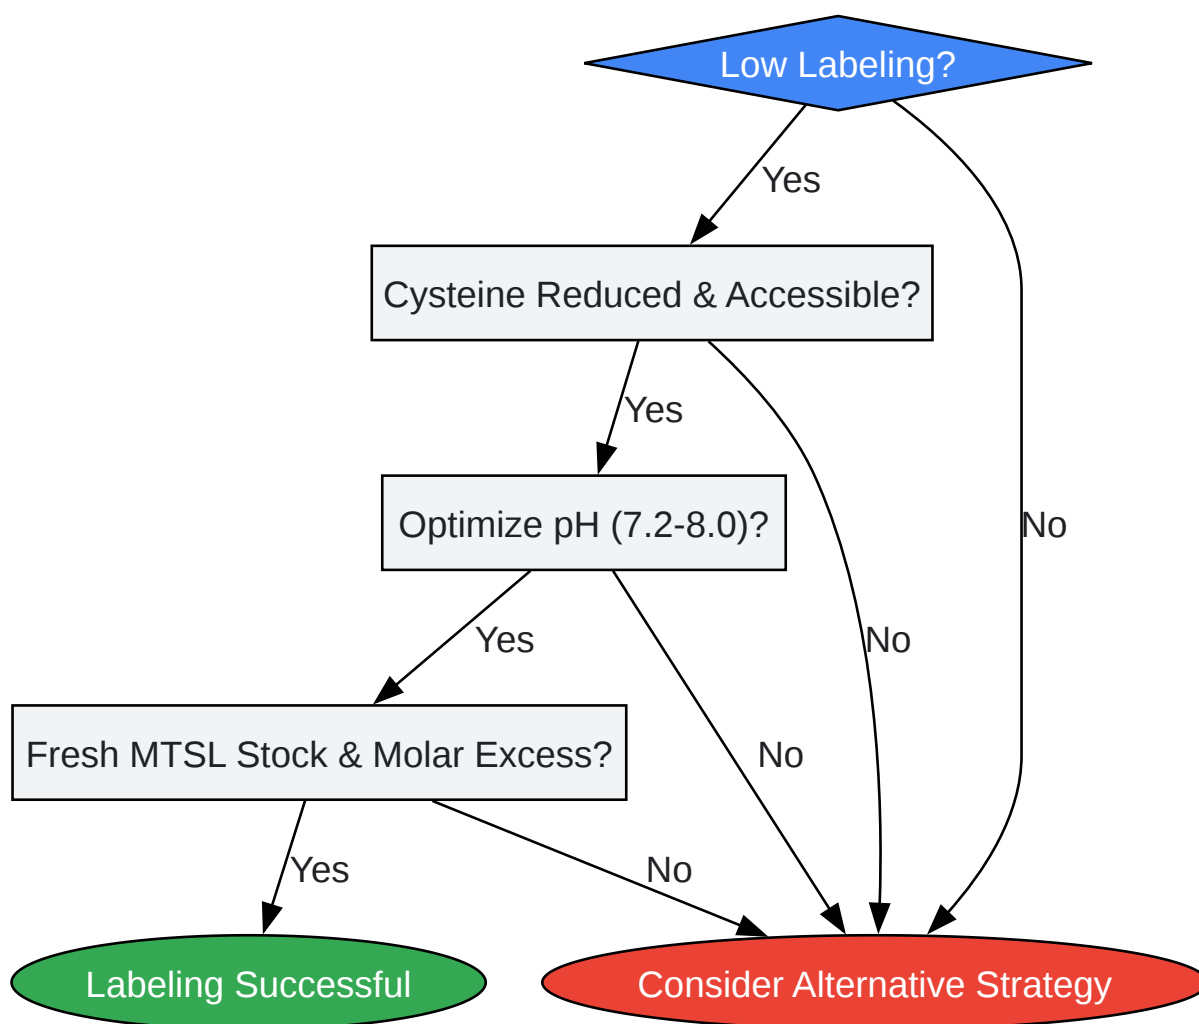 Low Labeling?
Yes
Cysteine Reduced & Accessible?
Yes
Optimize pH (7.2-8.0)?
No
Yes
No
Fresh MTSL Stock & Molar Excess?
No
Yes
No
Labeling Successful
Consider Alternative Strategy